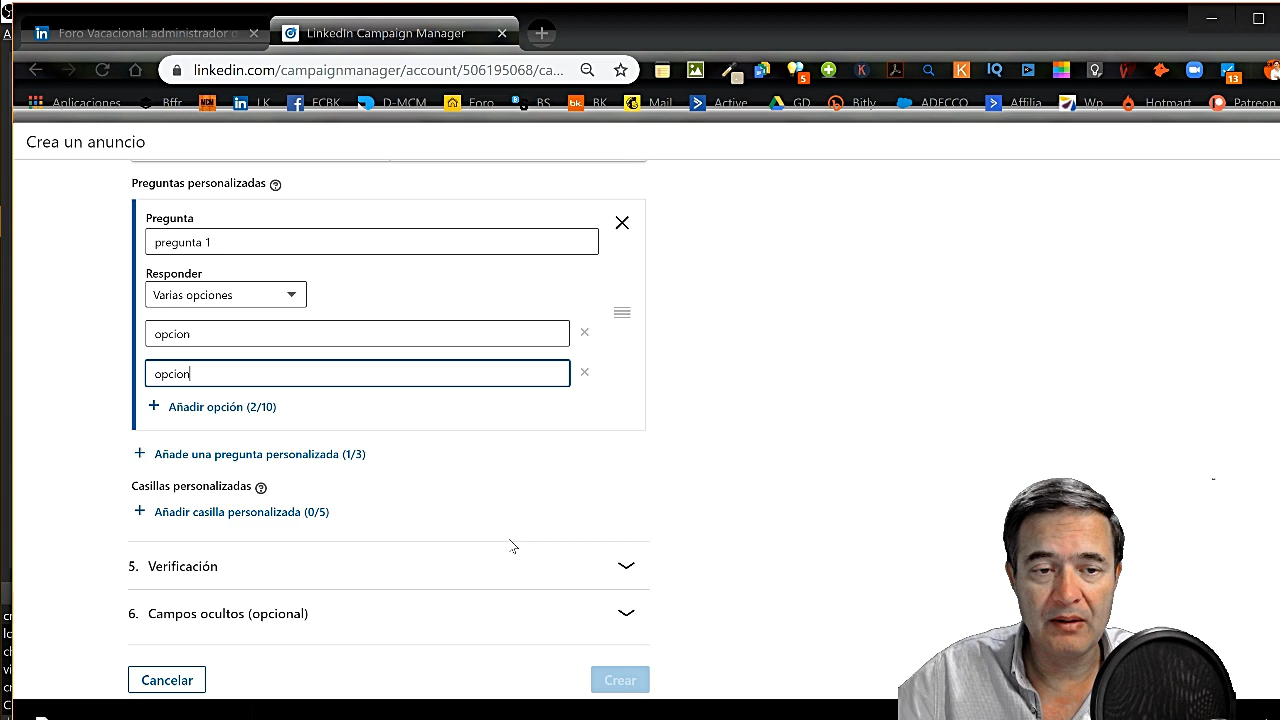 Foro Vacacional: administrador
LinkedIn Campaign Manager
linkedin.com/campaignmanager/account/506195068/ca...
5
13
Aplicaciones Bffr LK FCBK D-MCM Foro BS BK Mail Active GD Bitly ADECCO Affilia Wp Hotmart Patreon
Crea un anuncio
Preguntas personalizadas
Pregunta
pregunta 1
Responder
Varias opciones
opcion
opcion
+ Añadir opción (2/10)
+ Añade una pregunta personalizada (1/3)
Casillas personalizadas
+ Añadir casilla personalizada (0/5)
5. Verificación
6. Campos ocultos (opcional)
Cancelar
Crear